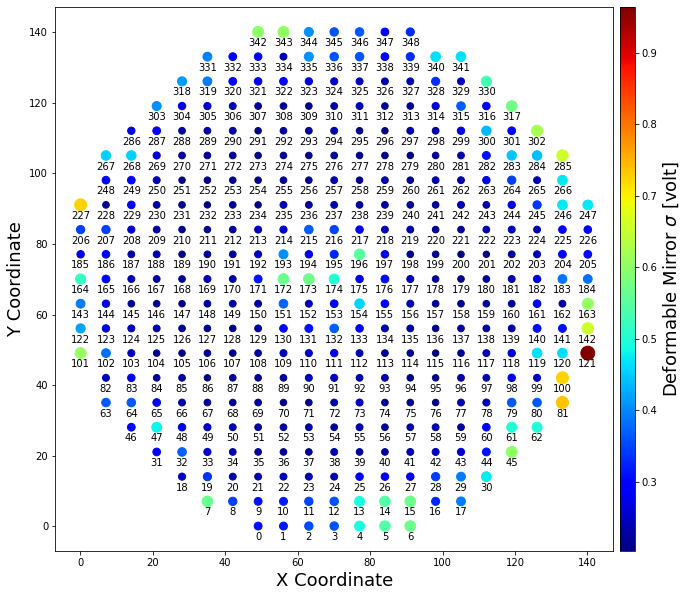 342 343 344 345 346 347 348
331 332 333 334 335 336 337 338 339 340 341
318 319 320 321 322 323 324 325 326 327 328 329 330
303 304 305 306 307 308 309 310 311 312 313 314 315 316 317
286 287 288 289 290 291 292 293 294 295 296 297 298 299 300 301 302
267 268 269 270 271 272 273 274 275 276 277 278 279 280 281 282 283 284 285
248 249 250 251 252 253 254 255 256 257 258 259 260 261 262 263 264 265 266
227 228 229 230 231 232 233 234 235 236 237 238 239 240 241 242 243 244 245 246 247
206 207 208 209 210 211 212 213 214 215 216 217 218 219 220 221 222 223 224 225 226
185 186 187 188 189 190 191 192 193 194 195 196 197 198 199 200 201 202 203 204 205
164 165 166 167 168 169 170 171 172 173 174 175 176 177 178 179 180 181 182 183 184
143 144 145 146 147 148 149 150 151 152 153 154 155 156 157 158 159 160 161 162 163
122 123 124 125 126 127 128 129 130 131 132 133 134 135 136 137 138 139 140 141 142
101 102 103 104 105 106 107 108 109 110 111 112 113 114 115 116 117 118 119 120 121
82 83 84 85 86 87 88 89 90 91 92 93 94 95 96 97 98 99 100
63 64 65 66 67 68 69 70 71 72 73 74 75 76 77 78 79 80 81
46 47 48 49 50 51 52 53 54 55 56 57 58 59 60 61 62
31 32 33 34 35 36 37 38 39 40 41 42 43 44 45
18 19 20 21 22 23 24 25 26 27 28 29 30
7 8 9 10 11 12 13 14 15 16 17
0 1 2 3 4 5 6
140
120
100
80
60
40
20
0
Y Coordinate
0 20 40 60 80 100 120 140
X Coordinate
0.9
0.8
0.7
0.6
0.5
0.4
0.3
Deformable Mirror σ [volt]